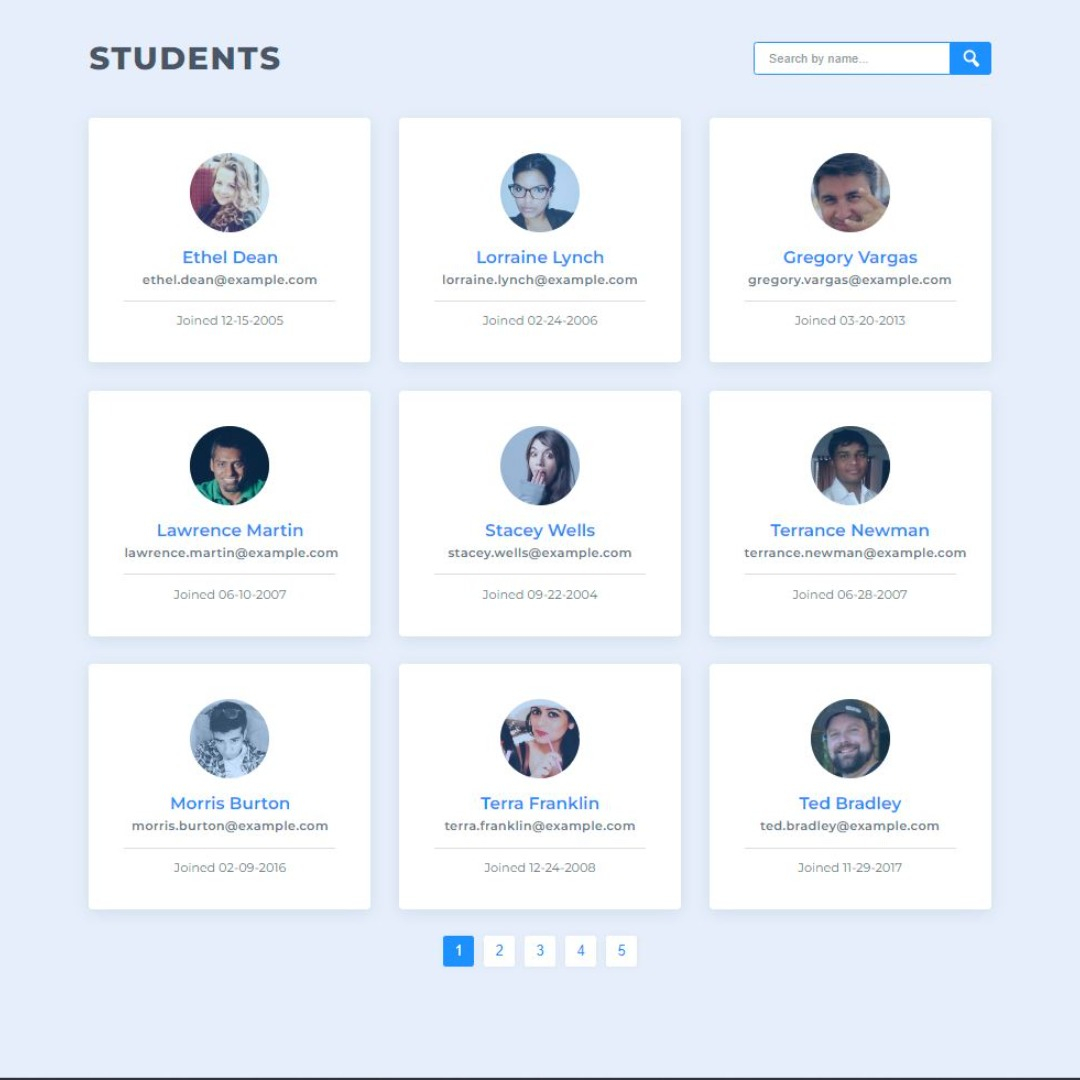 STUDENTS
Search by name...
Ethel Dean
ethel.dean@example.com
Joined 12-15-2005
Lorraine Lynch
lorraine.lynch@example.com
Joined 02-24-2006
Gregory Vargas
gregory.vargas@example.com
Joined 03-20-2013
Lawrence Martin
lawrence.martin@example.com
Joined 06-10-2007
Stacey Wells
stacey.wells@example.com
Joined 09-22-2004
Terrance Newman
terrance.newman@example.com
Joined 06-28-2007
Morris Burton
morris.burton@example.com
Joined 02-09-2016
Terra Franklin
terra.franklin@example.com
Joined 12-24-2008
Ted Bradley
ted.bradley@example.com
Joined 11-29-2017
1 2 3 4 5